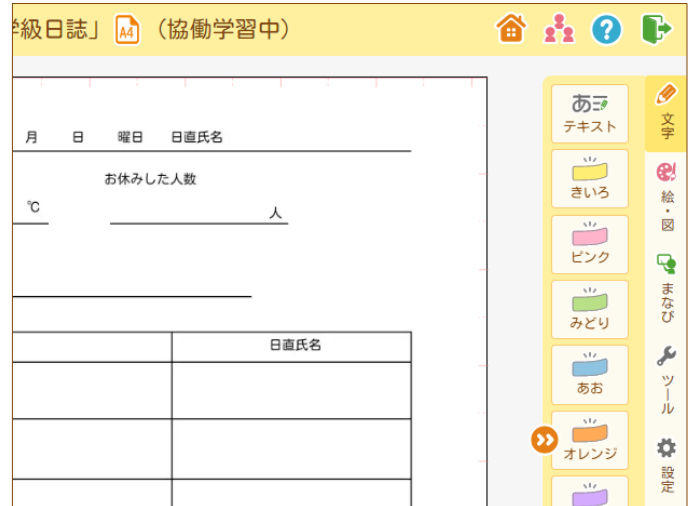 級日誌」 A4 （協働学習中）
月 日 曜日 日直氏名
お休みした人数
℃ 人
日直氏名
テキスト
きいろ
ピンク
みどり
あお
オレンジ
文字
絵・図
まなび
ツール
設定